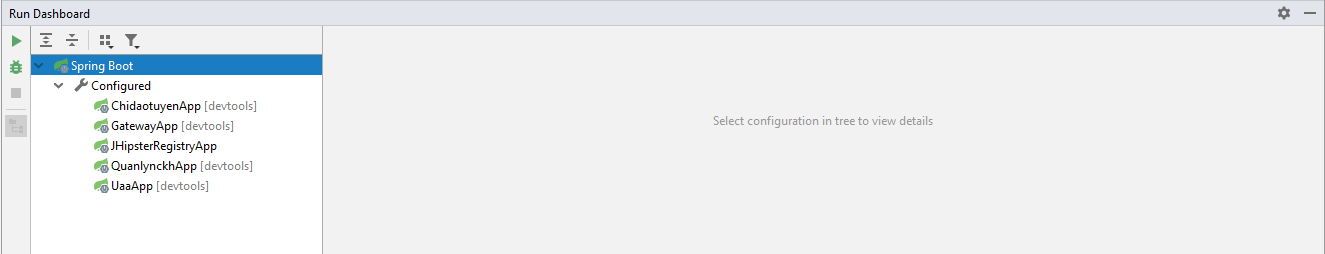 Run Dashboard
Spring Boot
Configured
ChidaotuyenApp [devtools]
GatewayApp [devtools]
JHipsterRegistryApp
QuanlynckhApp [devtools]
UaaApp [devtools]
Select configuration in tree to view details